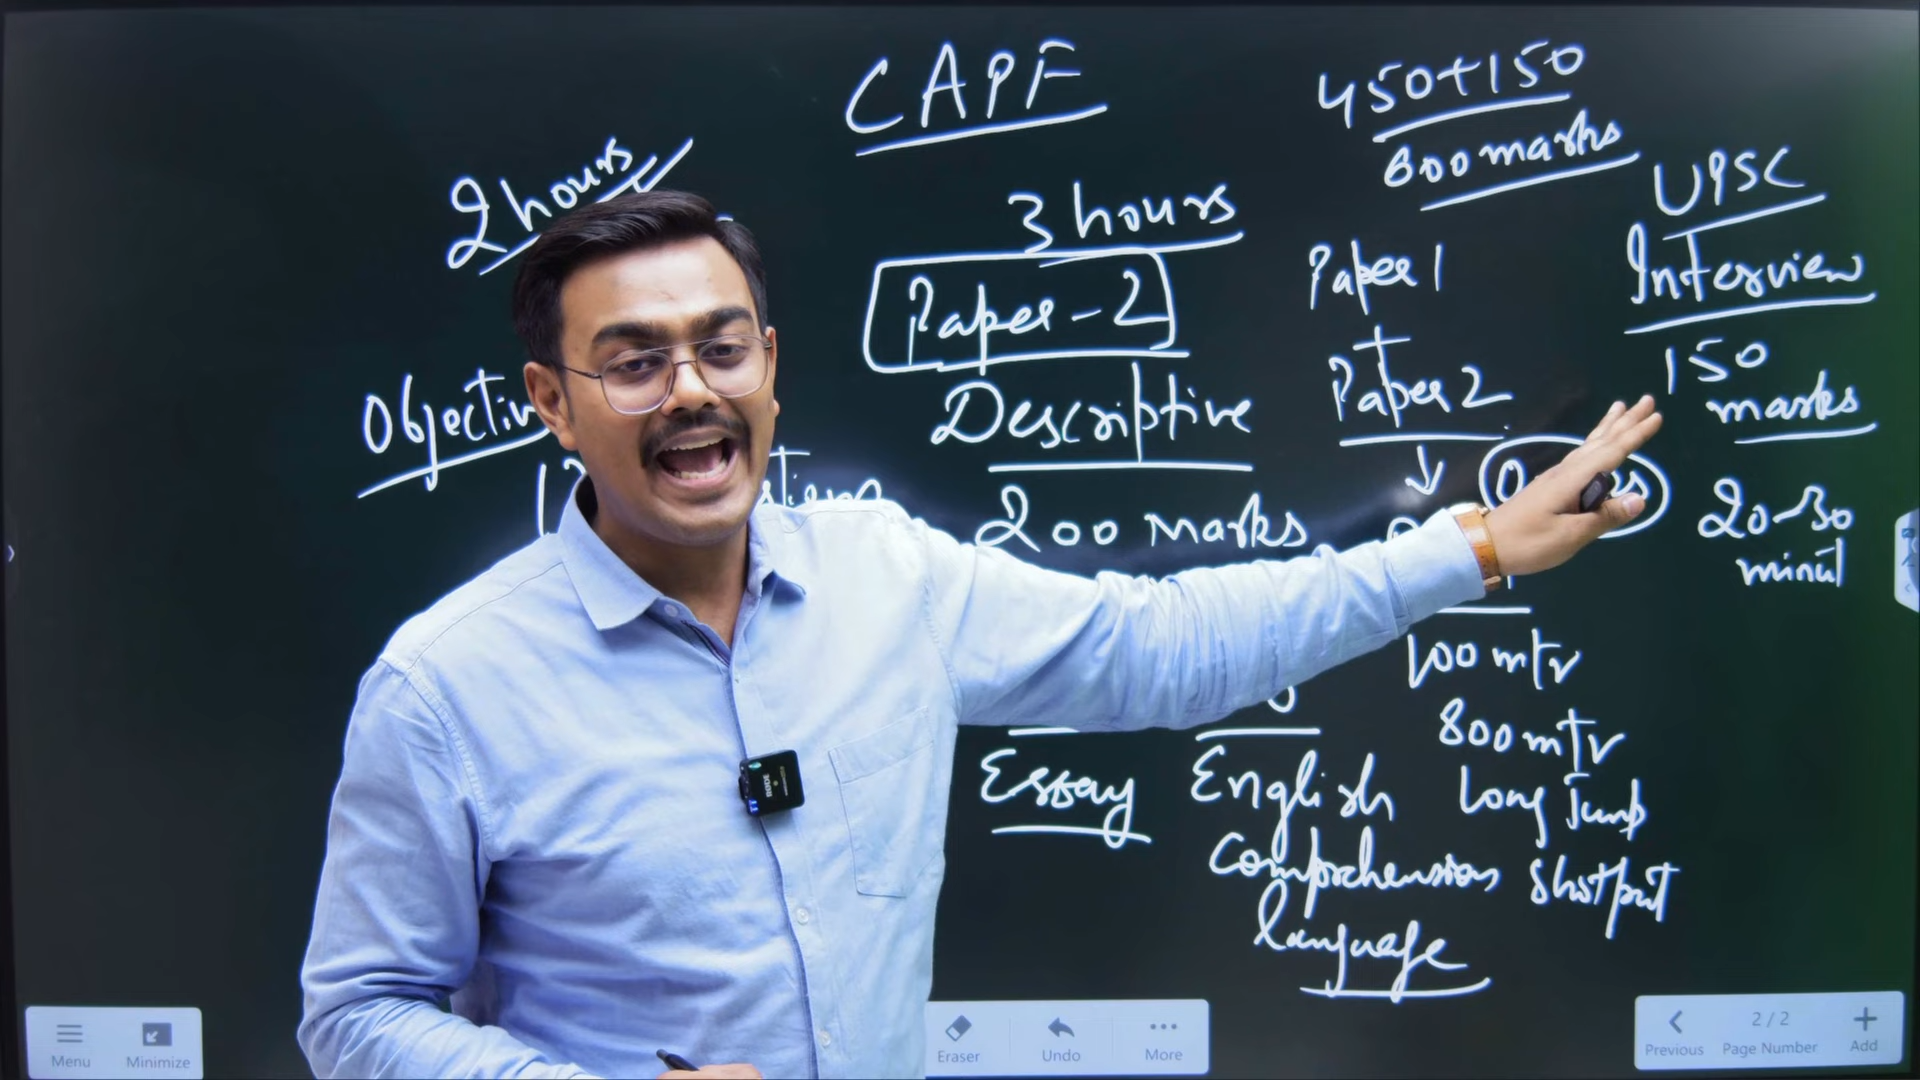 CAPF
450+150
600 marks
2 hours
3 hours
UPSC
Interview
Paper 1
+
Paper 2
Paper-2
150
marks
Objectiv
Descriptive
200 marks
20-30
minut
100 mtr
800 mtr
Long Jump
Shotput
Essay
English
Comprehension
language
RODE
Menu
Minimize
Eraser
Undo
More
Previous
2 / 2
Page Number
Add